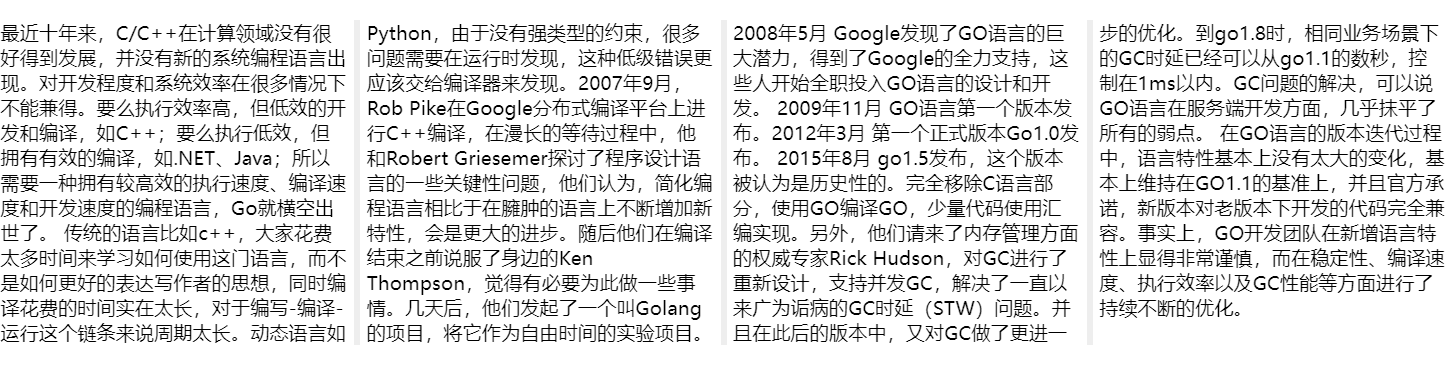 最近十年来，C/C++在计算领域没有很
好得到发展，并没有新的系统编程语言出
现。对开发程度和系统效率在很多情况下
不能兼得。要么执行效率高，但低效的开
发和编译，如C++；要么执行低效，但
拥有有效的编译，如.NET、Java；所以
需要一种拥有较高效的执行速度、编译速
度和开发速度的编程语言，Go就横空出
世了。 传统的语言比如c++，大家花费
太多时间来学习如何使用这门语言，而不
是如何更好的表达写作者的思想，同时编
译花费的时间实在太长，对于编写-编译-
运行这个链条来说周期太长。动态语言如
Python，由于没有强类型的约束，很多
问题需要在运行时发现，这种低级错误更
应该交给编译器来发现。2007年9月，
Rob Pike在Google分布式编译平台上进
行C++编译，在漫长的等待过程中，他
和Robert Griesemer探讨了程序设计语
言的一些关键性问题，他们认为，简化编
程语言相比于在臃肿的语言上不断增加新
特性，会是更大的进步。随后他们在编译
结束之前说服了身边的Ken
Thompson，觉得有必要为此做一些事
情。几天后，他们发起了一个叫Golang
的项目，将它作为自由时间的实验项目。
2008年5月 Google发现了GO语言的巨
大潜力，得到了Google的全力支持，这
些人开始全职投入GO语言的设计和开
发。 2009年11月 GO语言第一个版本发
布。2012年3月 第一个正式版本Go1.0发
布。 2015年8月 go1.5发布，这个版本
被认为是历史性的。完全移除C语言部
分，使用GO编译GO，少量代码使用汇
编实现。另外，他们请来了内存管理方面
的权威专家Rick Hudson，对GC进行了
重新设计，支持并发GC，解决了一直以
来广为诟病的GC时延（STW）问题。并
且在此后的版本中，又对GC做了更进一
步的优化。到go1.8时，相同业务场景下
的GC时延已经可以从go1.1的数秒，控
制在1ms以内。GC问题的解决，可以说
GO语言在服务端开发方面，几乎抹平了
所有的弱点。 在GO语言的版本迭代过程
中，语言特性基本上没有太大的变化，基
本上维持在GO1.1的基准上，并且官方承
诺，新版本对老版本下开发的代码完全兼
容。事实上，GO开发团队在新增语言特
性上显得非常谨慎，而在稳定性、编译速
度、执行效率以及GC性能等方面进行了
持续不断的优化。